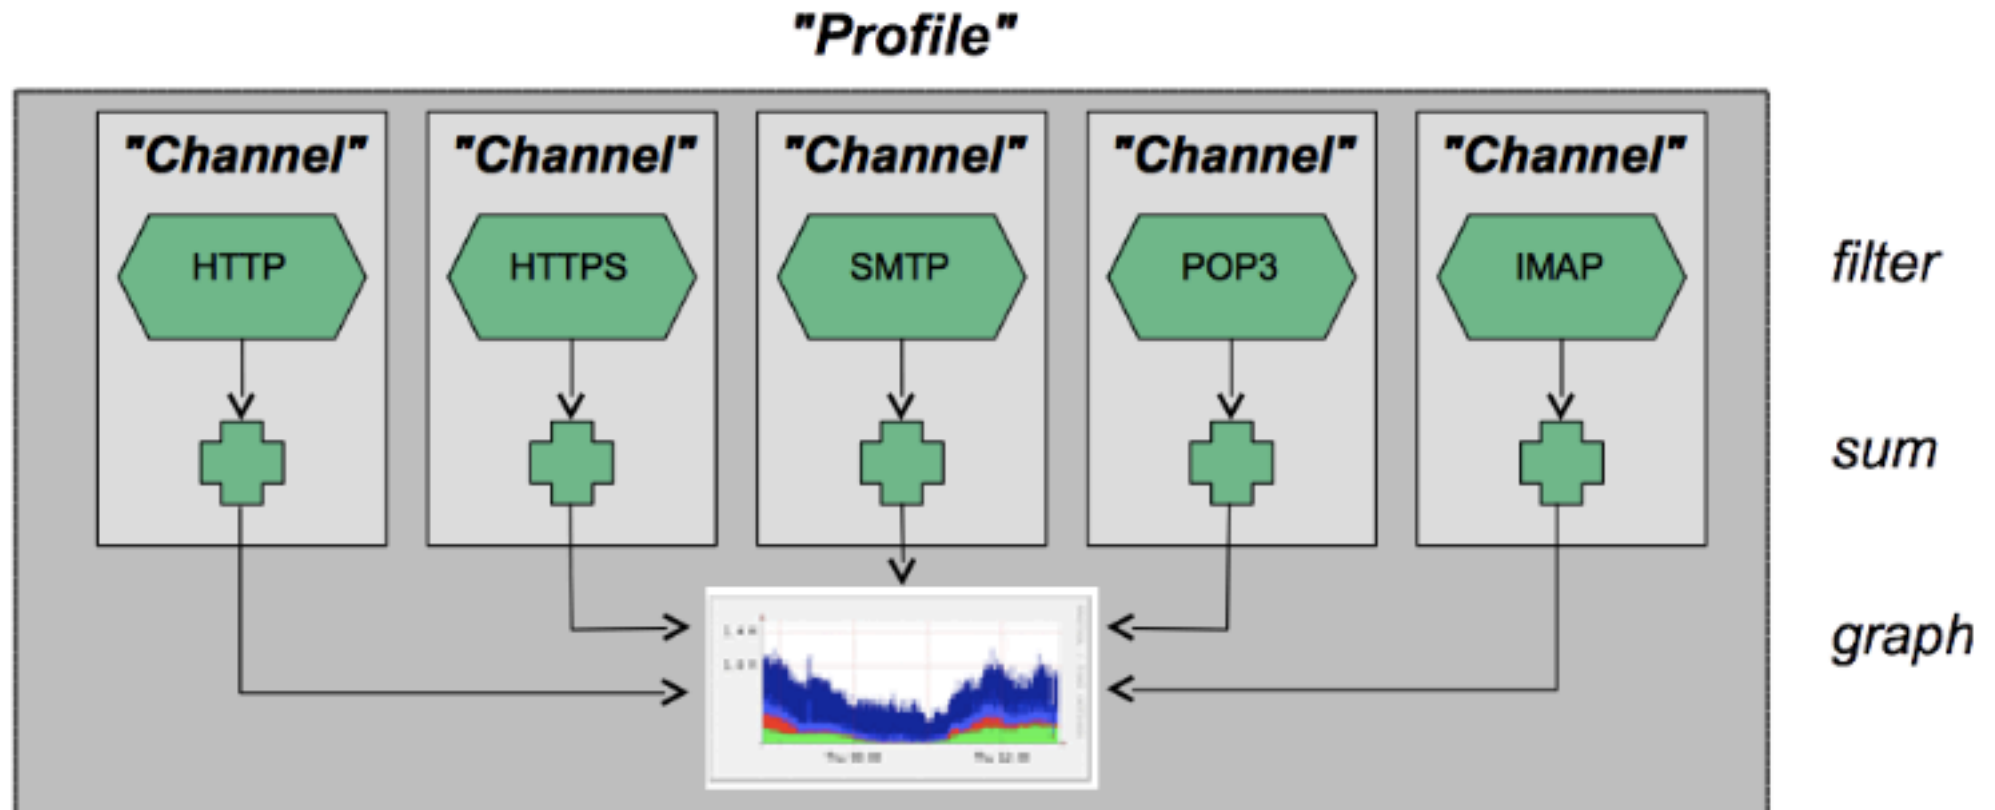 "Profile"
"Channel" "Channel" "Channel" "Channel" "Channel"
HTTP HTTPS SMTP POP3 IMAP filter
sum
graph